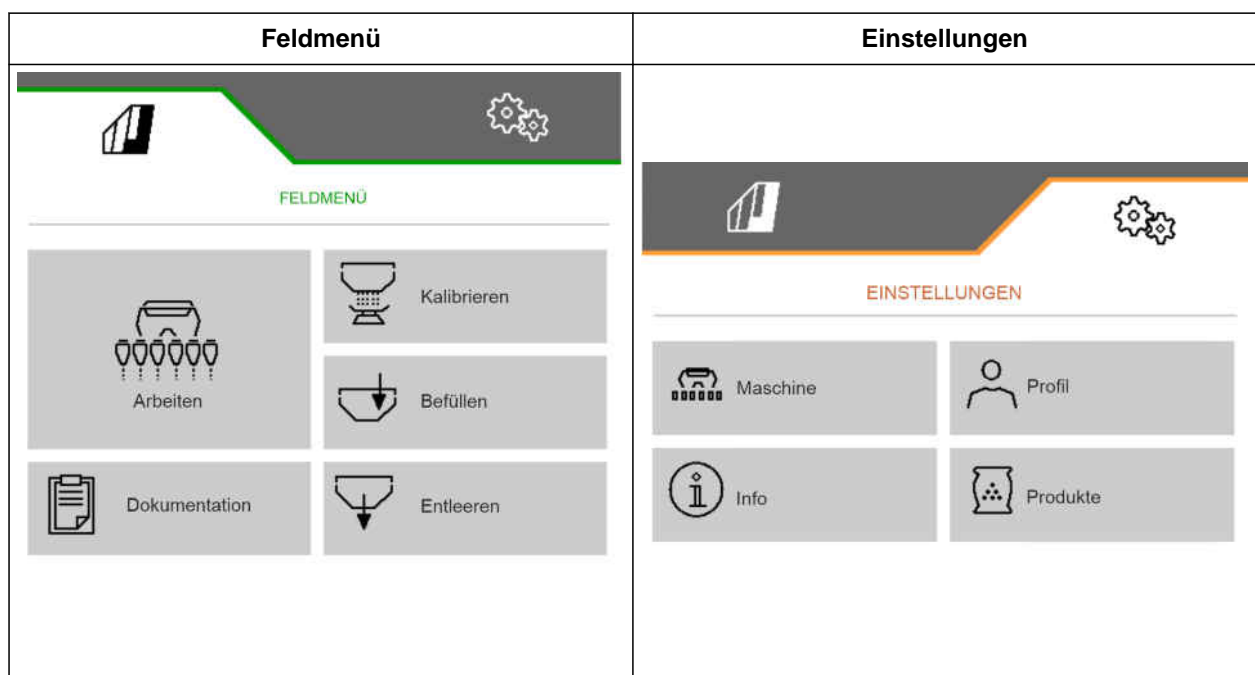 Feldmenü
Einstellungen
FELDMENÜ
Arbeiten
Kalibrieren
Befüllen
Dokumentation
Entleeren
EINSTELLUNGEN
Maschine
Profil
Info
Produkte